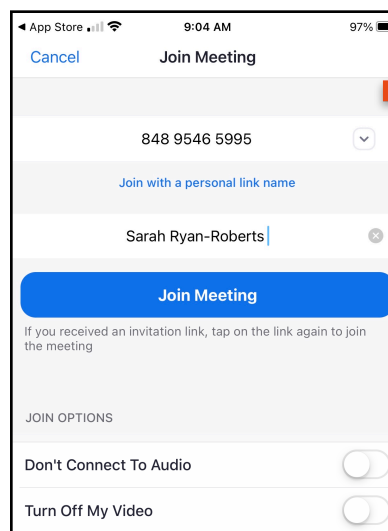 App Store
9:04 AM
97%
Cancel
Join Meeting
848 9546 5995
Join with a personal link name
Sarah Ryan-Roberts
Join Meeting
If you received an invitation link, tap on the link again to join
the meeting
JOIN OPTIONS
Don't Connect To Audio
Turn Off My Video